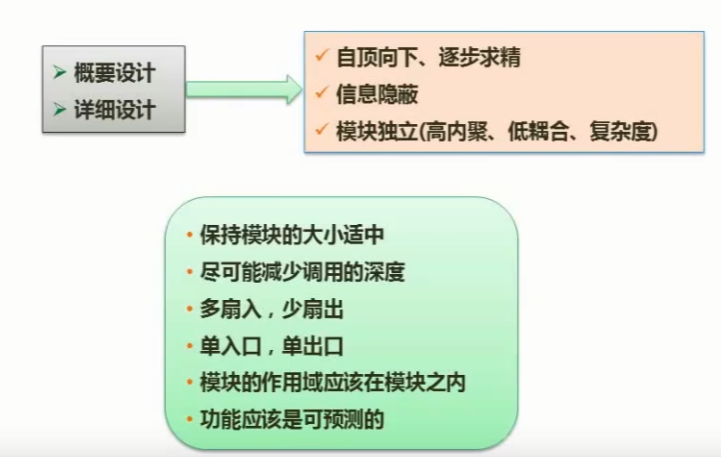 概要设计
详细设计
自顶向下、逐步求精
信息隐蔽
模块独立(高内聚、低耦合、复杂度)
保持模块的大小适中
尽可能减少调用的深度
多扇入，少扇出
单入口，单出口
模块的作用域应该在模块之内
功能应该是可预测的